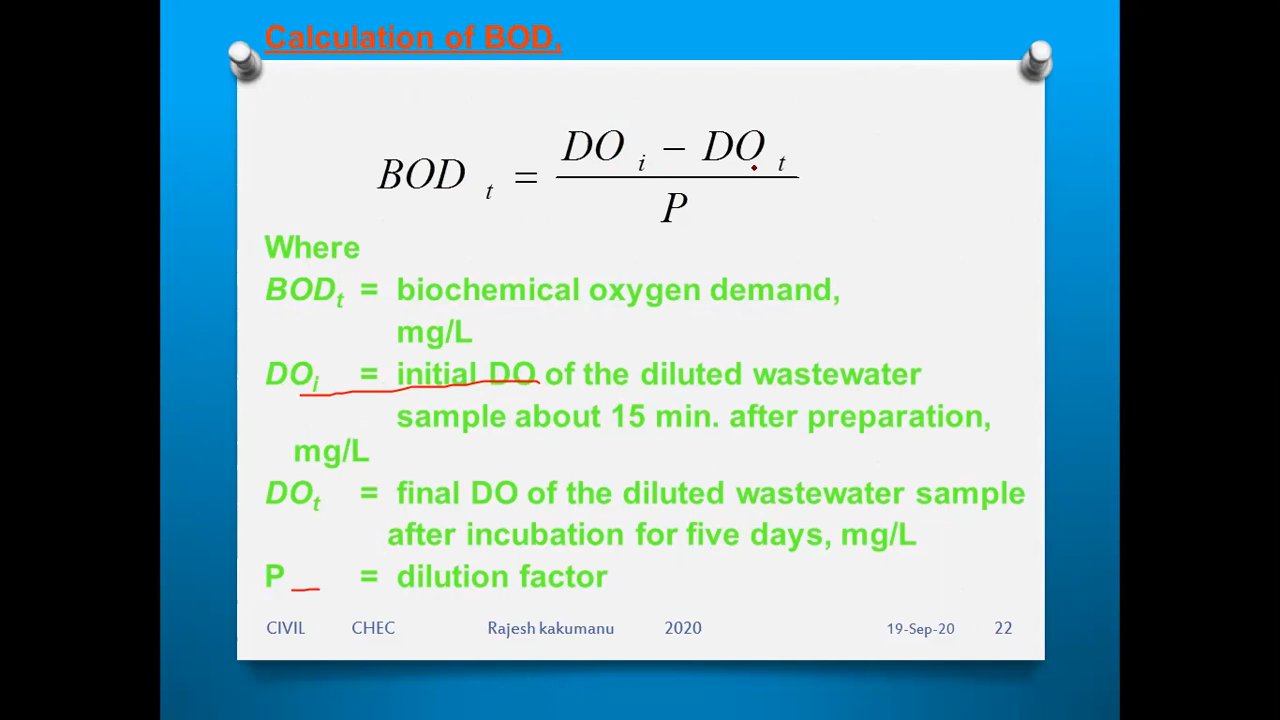 Calculation of BOD.
BOD t = DO i − DO t
P
Where
BODt = biochemical oxygen demand,
mg/L
DOi = initial DO of the diluted wastewater
sample about 15 min. after preparation,
mg/L
DOt = final DO of the diluted wastewater sample
after incubation for five days, mg/L
P = dilution factor
CIVIL CHEC Rajesh kakumanu 2020 19-Sep-20 22